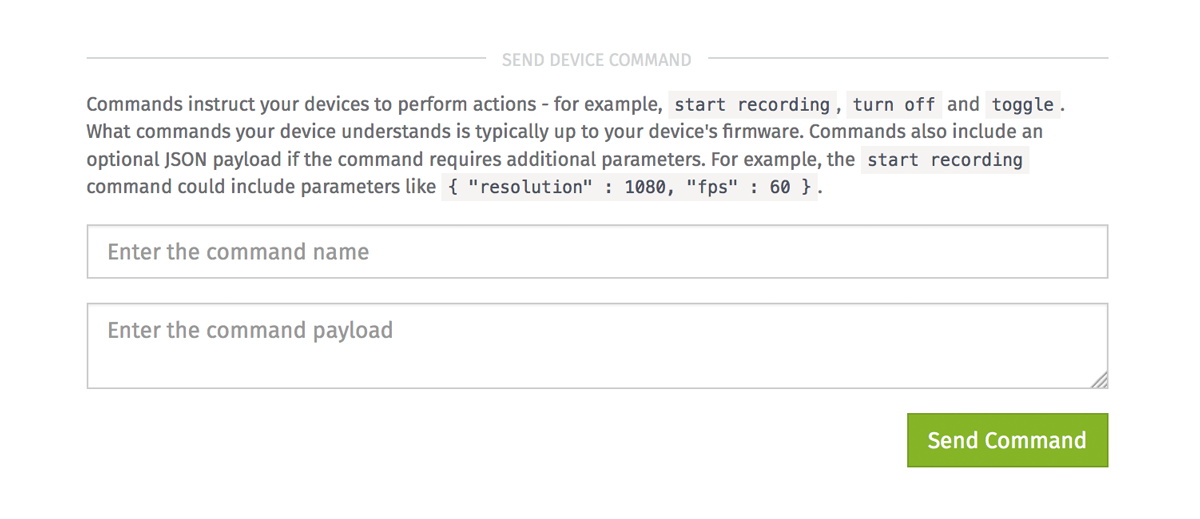 SEND DEVICE COMMAND
Commands instruct your devices to perform actions - for example, start recording, turn off and toggle.
What commands your device understands is typically up to your device's firmware. Commands also include an
optional JSON payload if the command requires additional parameters. For example, the start recording
command could include parameters like { "resolution" : 1080, "fps" : 60 }.
Enter the command name
Enter the command payload
Send Command